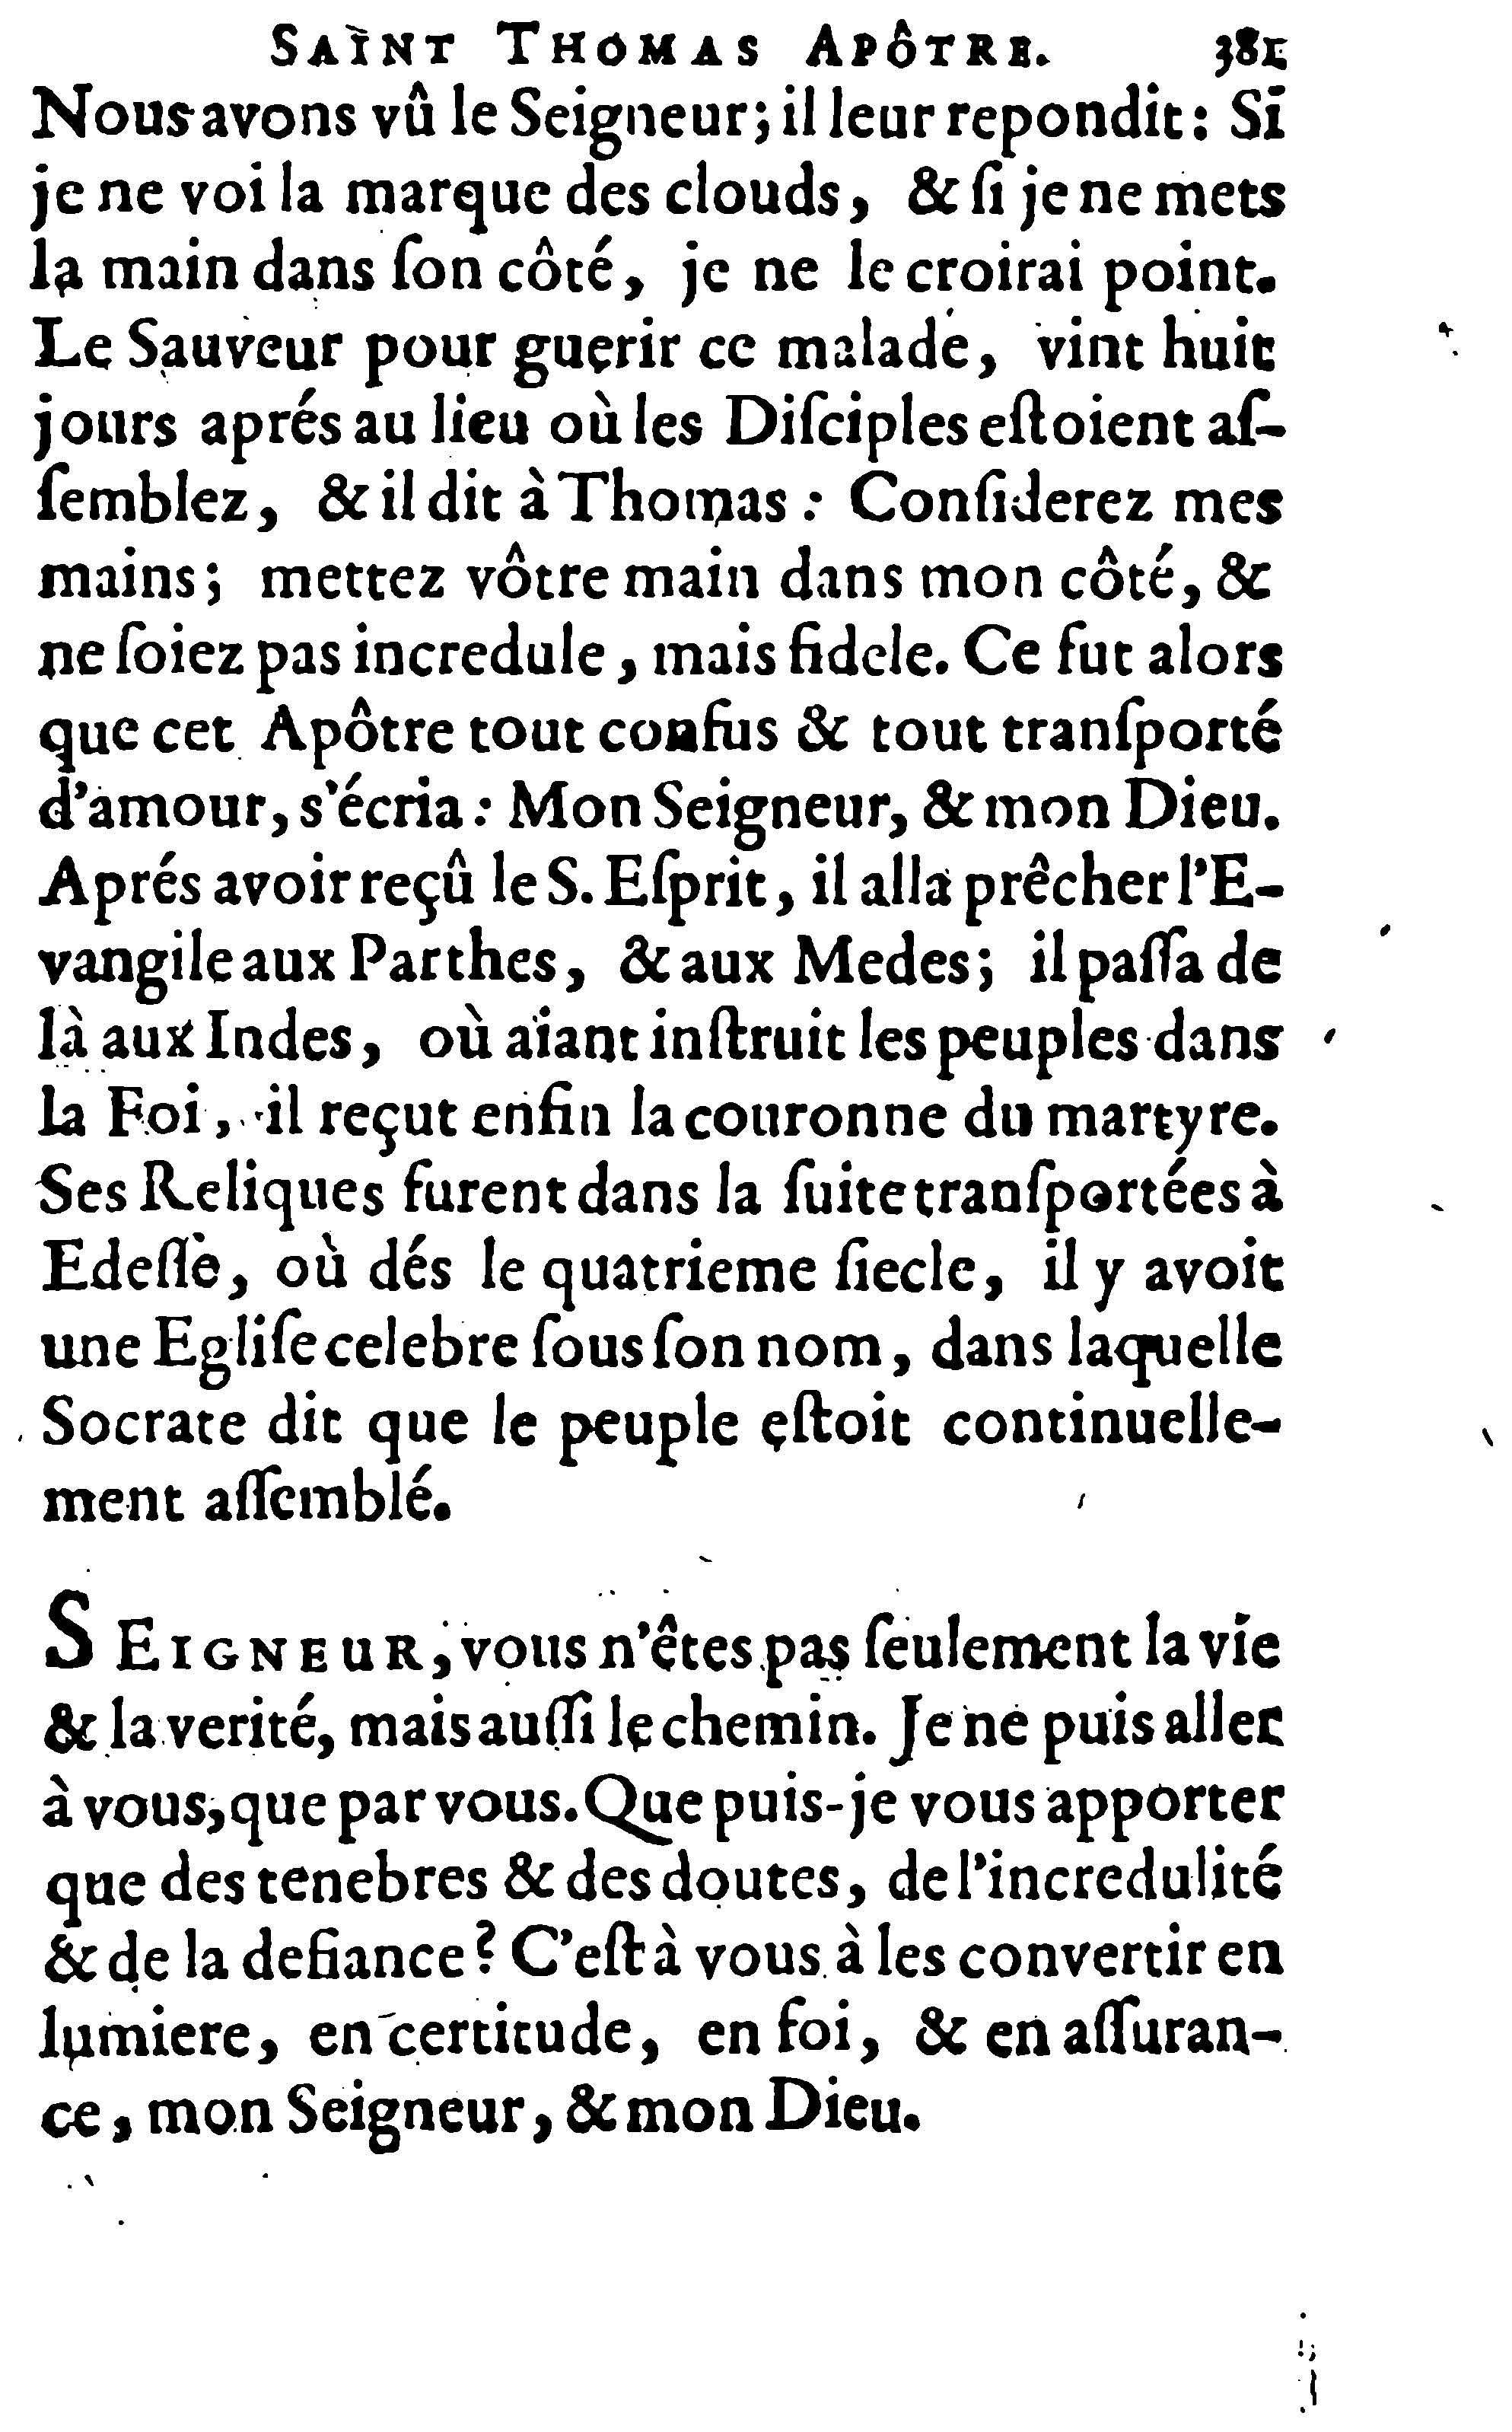 SAINT THOMAS APÔTRE. 381
Nous avons vû le Seigneur; il leur repondit: Si
je ne voi la marque des clouds, & ſi je ne mets
la main dans ſon côté, je ne le croirai point.
Le Sauveur pour guerir ce malade, vint huit
jours aprés au lieu où les Diſciples eſtoient aſ-
ſemblez, & il dit à Thomas: Conſiderez mes
mains; mettez vôtre main dans mon côté, &
ne ſoiez pas incredule, mais fidele. Ce fut alors
que cet Apôtre tout confus & tout tranſporté
d'amour, s'écria: Mon Seigneur, & mon Dieu.
Aprés avoir reçû le S. Eſprit, il alla prêcher l'E-
vangile aux Parthes, & aux Medes; il paſſa de
là aux Indes, où aïant inſtruit les peuples dans
la Foi, il reçut enfin la couronne du martyre.
Ses Reliques furent dans la ſuite tranſportées à
Edeſſe, où dés le quatrieme ſiecle, il y avoit
une Egliſe celebre ſous ſon nom, dans laquelle
Socrate dit que le peuple eſtoit continuelle-
ment aſſemblé.
SEIGNEUR, vous n'êtes pas ſeulement la vie
& la verité, mais auſſi le chemin. Je ne puis aller
à vous, que par vous. Que puis-je vous apporter
que des tenebres & des doutes, de l'incredulité
& de la defiance? C'eſt à vous à les convertir en
lumiere, en certitude, en foi, & en aſſuran-
ce, mon Seigneur, & mon Dieu.